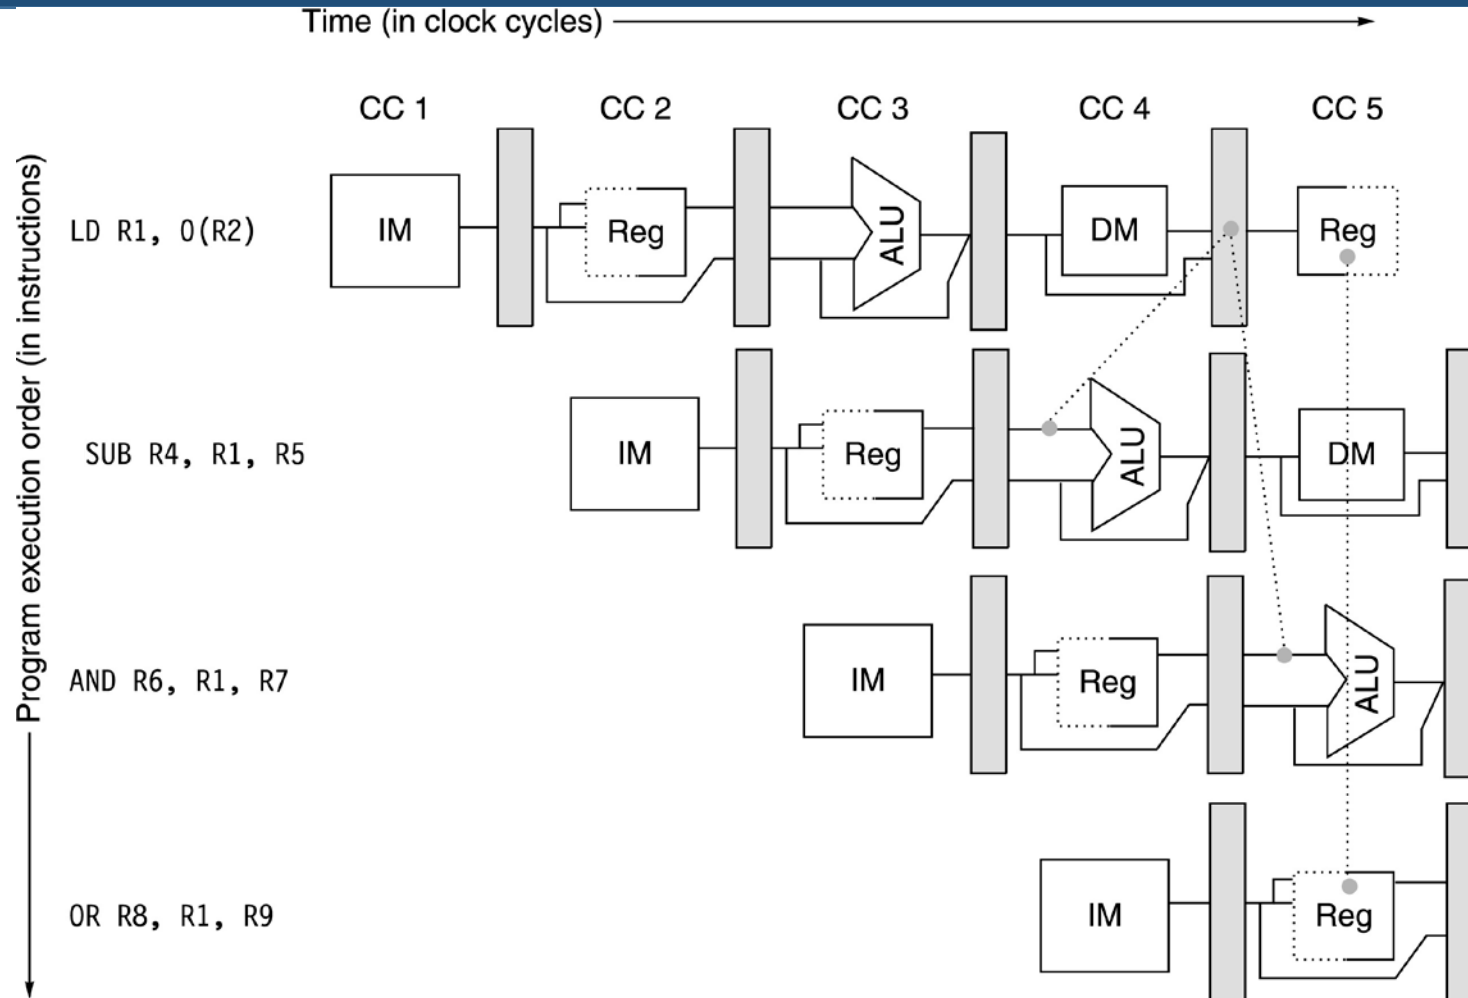 Time (in clock cycles)
CC 1 CC 2 CC 3 CC 4 CC 5
Program execution order (in instructions)
LD R1, 0(R2) IM Reg ALU DM Reg
SUB R4, R1, R5 IM Reg ALU DM
AND R6, R1, R7 IM Reg ALU
OR R8, R1, R9 IM Reg